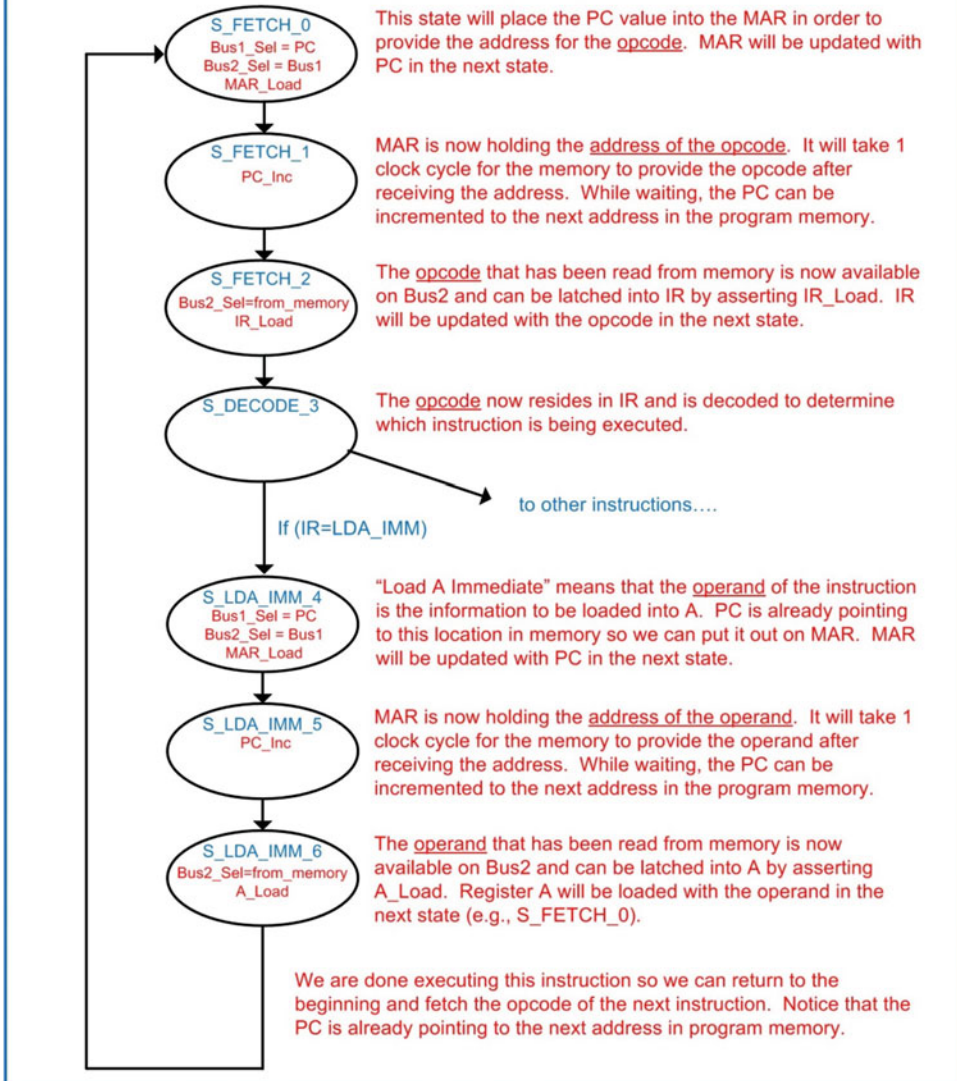 S_FETCH_0
Bus1_Sel = PC
Bus2_Sel = Bus1
MAR_Load
This state will place the PC value into the MAR in order to
provide the address for the opcode. MAR will be updated with
PC in the next state.
S_FETCH_1
PC_Inc
MAR is now holding the address of the opcode. It will take 1
clock cycle for the memory to provide the opcode after
receiving the address. While waiting, the PC can be
incremented to the next address in the program memory.
S_FETCH_2
Bus2_Sel=from_memory
IR_Load
The opcode that has been read from memory is now available
on Bus2 and can be latched into IR by asserting IR_Load. IR
will be updated with the opcode in the next state.
S_DECODE_3
The opcode now resides in IR and is decoded to determine
which instruction is being executed.
to other instructions....
If (IR=LDA_IMM)
S_LDA_IMM_4
Bus1_Sel = PC
Bus2_Sel = Bus1
MAR_Load
“Load A Immediate” means that the operand of the instruction
is the information to be loaded into A. PC is already pointing
to this location in memory so we can put it out on MAR. MAR
will be updated with PC in the next state.
S_LDA_IMM_5
PC_Inc
MAR is now holding the address of the operand. It will take 1
clock cycle for the memory to provide the operand after
receiving the address. While waiting, the PC can be
incremented to the next address in the program memory.
S_LDA_IMM_6
Bus2_Sel=from_memory
A_Load
The operand that has been read from memory is now
available on Bus2 and can be latched into A by asserting
A_Load. Register A will be loaded with the operand in the
next state (e.g., S_FETCH_0).
We are done executing this instruction so we can return to the
beginning and fetch the opcode of the next instruction. Notice that the
PC is already pointing to the next address in program memory.